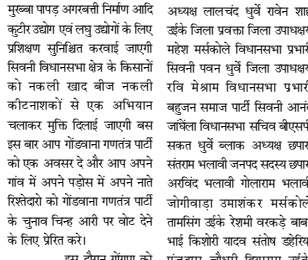 मुरब्बा पापड़ अगरबत्ती निर्माण आदि
कुटीर उद्योग एवं लघु उद्योगों के लिए
प्रशिक्षण सुनिश्चित करवाई जाएगी
सिवनी विधानसभा क्षेत्र के किसानों
को नकली खाद बीज नकली
कीटनाशकों से एक अभियान
चलाकर मुक्ति दिलाई जाएगी बस
इस बार आप गोंडवाना गणतंत्र पार्टी
को एक अवसर दे और आप अपने
गांव में अपने पड़ोस में अपने नाते
रिश्तेदारो को गोंडवाना गणतंत्र पार्टी
के चुनाव चिन्ह आरी पर वोट देने
के लिए प्रेरित करे।
इस दौरान गोंगपा को
अध्यक्ष लालचंद धुर्वे रावेन शाह
उईके जिला प्रवक्ता जिला उपाध्यक्ष
महेश मर्सकोले विधानसभा प्रभारी
सिवनी पवन धुर्वे जिला उपाध्यक्ष
रवि मेश्राम विधानसभा प्रभारी
बहुजन समाज पार्टी सिवनी आनंद
जंघेला विधानसभा सचिव बीएसपी
सकत धुर्वे ब्लाक अध्यक्ष छपारा
संतराम भलावी जनपद सदस्य छपारा
अरविंद भलावी गोलाराम भलावी
जोगीवाड़ा उमाशंकर मर्सकोले
तामसिंग उईके रेशमी वरकडे बाबा
भाई किशोरी यादव संतोष डहेरिया